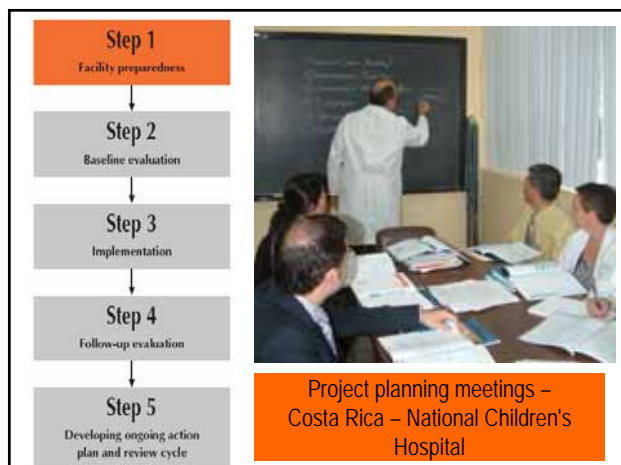 Step 1
Facility preparedness
Step 2
Baseline evaluation
Step 3
Implementation
Step 4
Follow-up evaluation
Step 5
Developing ongoing action
plan and review cycle
Project planning meetings –
Costa Rica – National Children's
Hospital